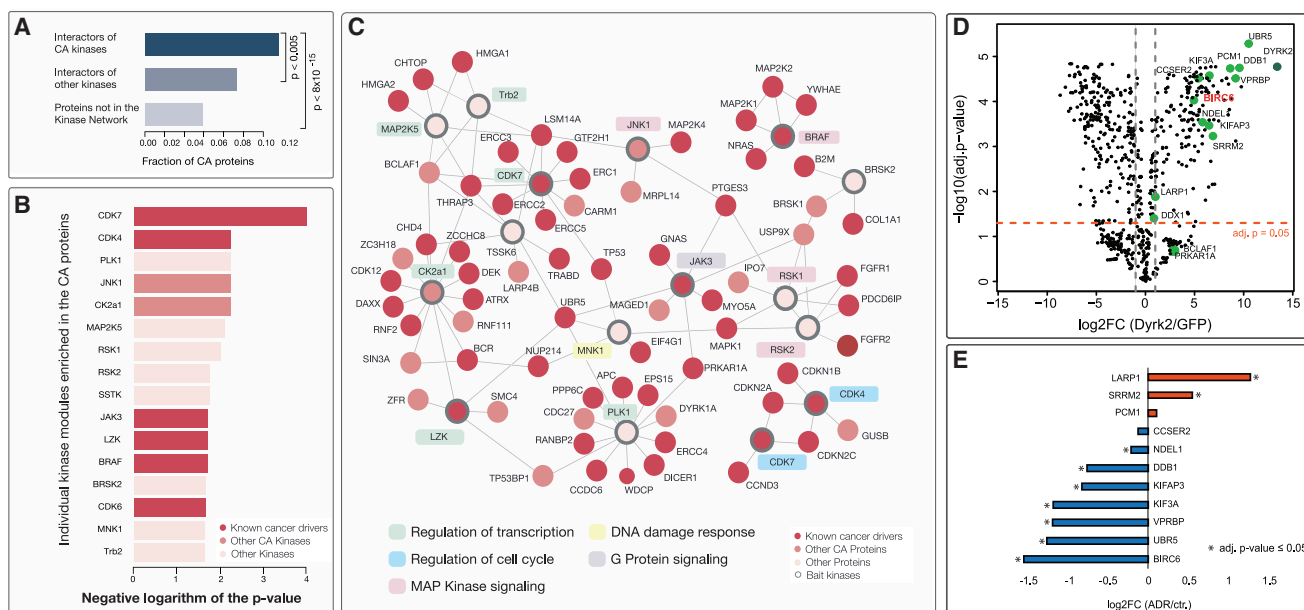 A
Interactors of
CA kinases
Interactors of
other kinases
Proteins not in the
Kinase Network
0.00 0.02 0.04 0.06 0.08 0.10 0.12
Fraction of CA proteins
p < 0.005
p < 8x10 -15
B
Individual kinase modules enriched in the CA proteins
CDK7
CDK4
PLK1
JNK1
CK2a1
MAP2K5
RSK1
RSK2
SSTK
JAK3
LZK
BRAF
BRSK2
CDK6
MNK1
Trb2
Known cancer drivers
Other CA Kinases
Other Kinases
0 1 2 3 4
Negative logarithm of the p-value
C
HMGA1
CHTOP
HMGA2
Trb2
MAP2K5
LSM14A
ERCC3
GTF2H1
BCLAF1
CDK7
ERC1
THRAP3
ERCC2
CARM1
ERCC5
JNK1
MAP2K4
MRPL14
PTGES3
MAP2K2
YWHAE
MAP2K1
NRAS
BRAF
B2M
BRSK2
BRSK1
COL1A1
USP9X
CHD4
ZCCHC8
ZC3H18
CK2a1
CDK12
DEK
DAXX
ATRX
RNF2
RNF111
SIN3A
BCR
TSSK6
TRABD
LARP4B
TP53
UBR5
NUP214
MNK1
EIF4G1
GNAS
JAK3
MAGED1
MYO5A
IPO7
RSK1
FGFR1
PDCD6IP
FGFR2
RSK2
MAPK1
PRKAR1A
ZFR
SMC4
LZK
TP53BP1
APC
PPP6C
EPS15
CDC27
PLK1
DYRK1A
RANBP2
ERCC4
CCDC6
WDCP
DICER1
CDKN1B
CDKN2A
CDK4
GUSB
CDK7
CDKN2C
CCND3
Regulation of transcription
Regulation of cell cycle
MAP Kinase signaling
DNA damage response
G Protein signaling
Known cancer drivers
Other CA Proteins
Other Proteins
Bait kinases
D
−log10(adj.p−value)
5
4
3
2
1
0
UBR5
DYRK2
PCM1
DDB1
KIF3A
CCSER2
VPRBP
BIRC6
NDEL1
KIFAP3
SRRM2
LARP1
DDX1
adj. p = 0.05
BCLAF1
PRKAR1A
−15 −10 −5 0 5 10 15
log2FC (Dyrk2/GFP)
E
LARP1 *
SRRM2 *
PCM1
CCSER2
* NDEL1
* DDB1
* KIFAP3
* KIF3A
* VPRBP
* UBR5
* BIRC6
* adj. p-value ≤ 0.05
-1.5 -1 -0.5 0 0.5 1 1.5
log2FC (ADR/ctr.)